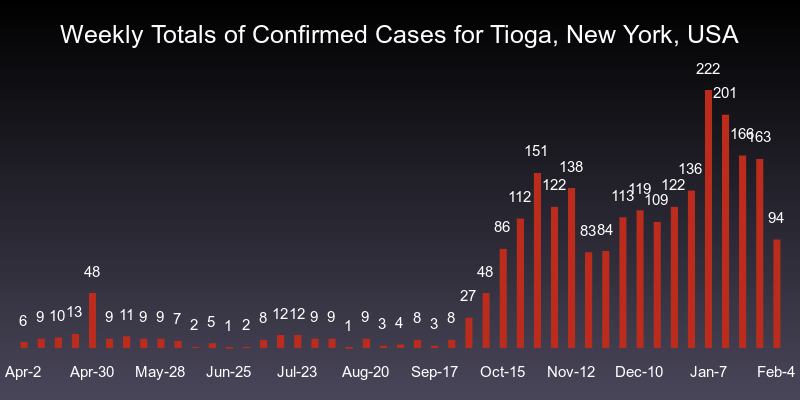 Weekly Totals of Confirmed Cases for Tioga, New York, USA
6 9 10 13 48 9 11 9 9 7 2 5 1 2 8 12 12 9 9 1 9 3 4 8 3 8 27 48 86 112 151 122 138 83 84 113 119 109 122 136 222 201 166 163 94
Apr-2 Apr-30 May-28 Jun-25 Jul-23 Aug-20 Sep-17 Oct-15 Nov-12 Dec-10 Jan-7 Feb-4